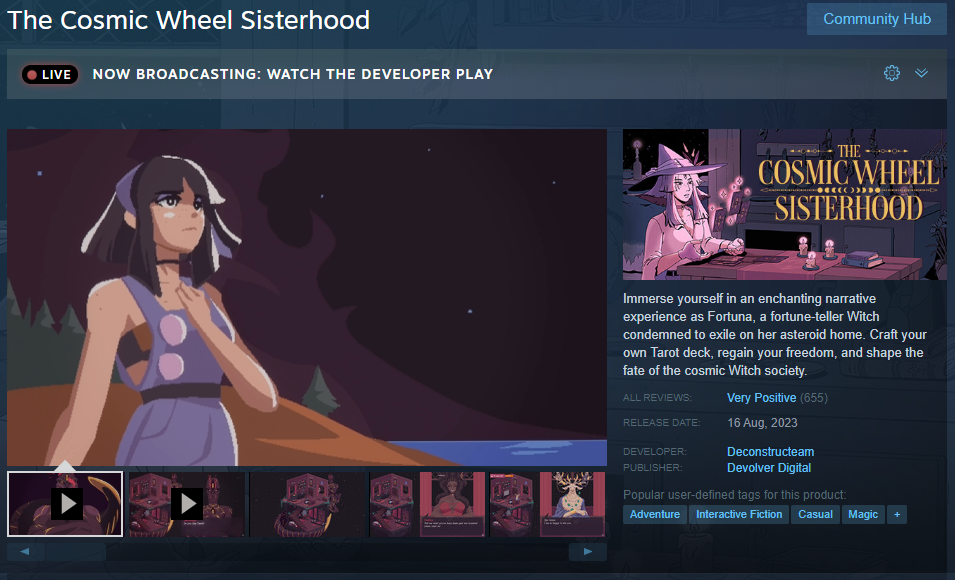 The Cosmic Wheel Sisterhood
Community Hub
LIVE
NOW BROADCASTING: WATCH THE DEVELOPER PLAY
THE
COSMIC WHEEL
SISTERHOOD
Immerse yourself in an enchanting narrative
experience as Fortuna, a fortune-teller Witch
condemned to exile on her asteroid home. Craft your
own Tarot deck, regain your freedom, and shape the
fate of the cosmic Witch society.
ALL REVIEWS: Very Positive (655)
RELEASE DATE: 16 Aug, 2023
DEVELOPER: Deconstructeam
PUBLISHER: Devolver Digital
Popular user-defined tags for this product:
Adventure Interactive Fiction Casual Magic +